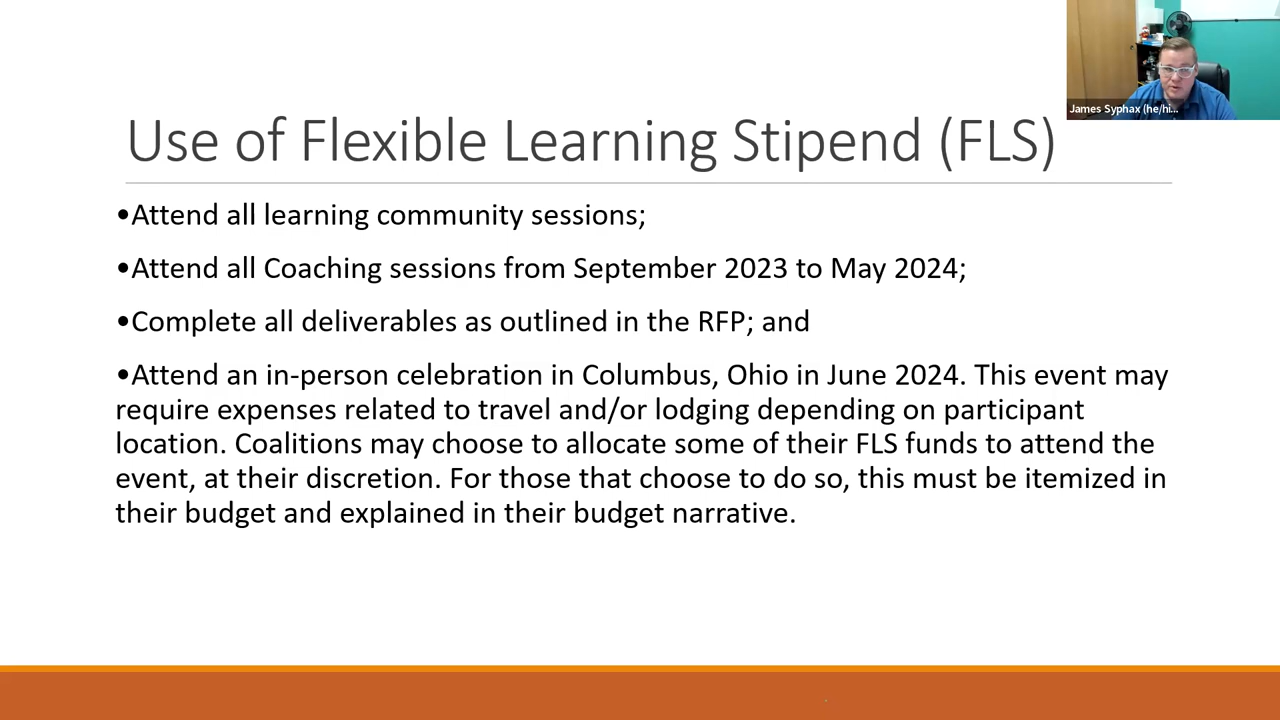 James Syphax (he/hi...
Use of Flexible Learning Stipend (FLS)
•Attend all learning community sessions;
•Attend all Coaching sessions from September 2023 to May 2024;
•Complete all deliverables as outlined in the RFP; and
•Attend an in-person celebration in Columbus, Ohio in June 2024. This event may
require expenses related to travel and/or lodging depending on participant
location. Coalitions may choose to allocate some of their FLS funds to attend the
event, at their discretion. For those that choose to do so, this must be itemized in
their budget and explained in their budget narrative.